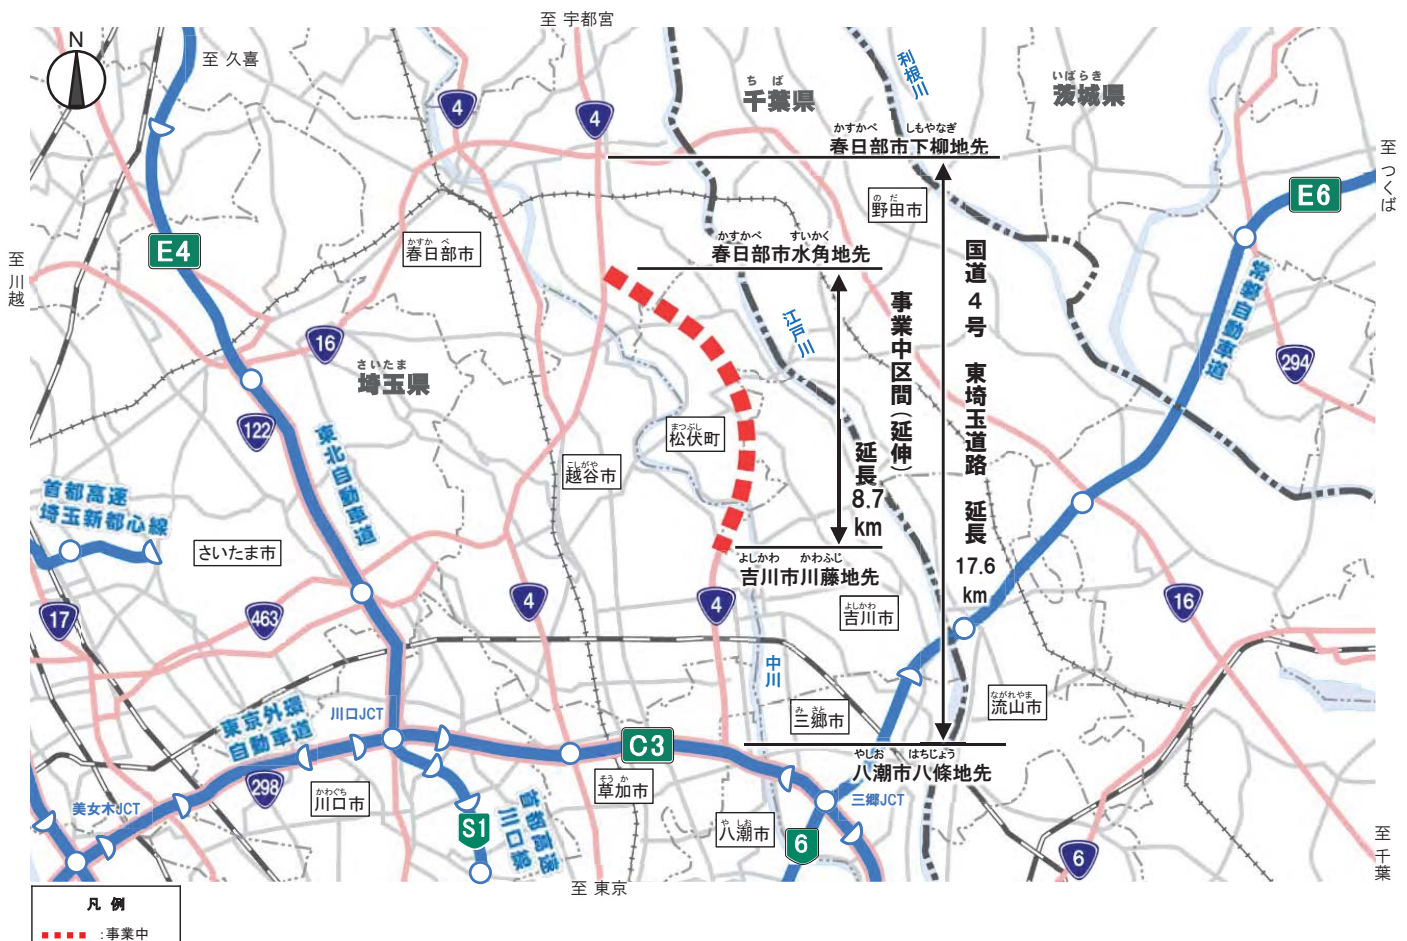 至 宇都宮
N
至 久喜
利根川
ちば
千葉県
いばらき
茨城県
4
4
かすかべ しもやなぎ
春日部市下柳地先
至 つくば
E6
のだ
野田市
E4
かすかべ
春日部市
かすかべ すいかく
春日部市水角地先
至 川越
国道4号 東埼玉道路 延長
17.6
km
常磐自動車道
事業中区間(延伸)
延長
8.7
km
江戸川
16
294
さいたま
埼玉県
122
まつぶし
松伏町
東北自動車道
こしがや
越谷市
首都高速
埼玉新都心線
さいたま市
よしかわ かわふじ
吉川市川藤地先
17
463
4
4
16
よしかわ
吉川市
中川
ながれやま
流山市
みさと
三郷市
川口JCT
東京外環
自動車道
C3
やしお はちじょう
八潮市八條地先
298
かわぐち
川口市
そうか
草加市
美女木JCT
三郷JCT
首都高速
川口線
S1
やしお
八潮市
6
6
至 千葉
至 東京
凡 例
:事業中